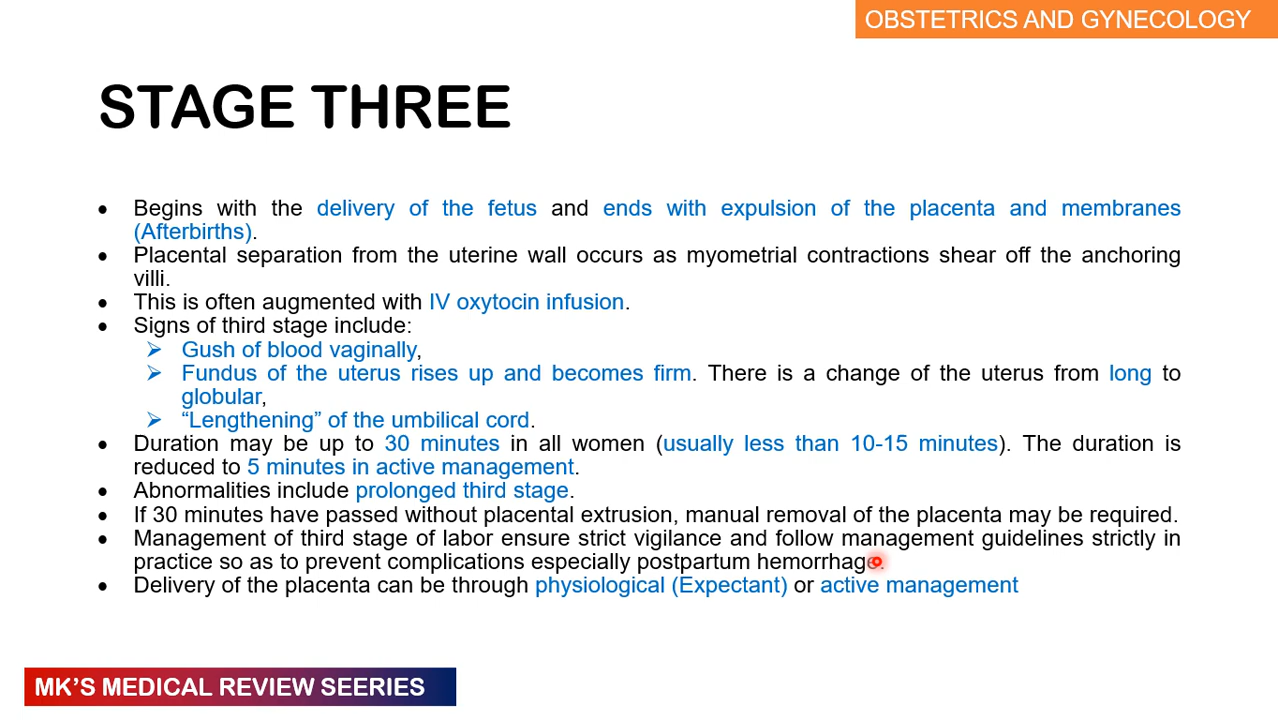 OBSTETRICS AND GYNECOLOGY
STAGE THREE
• Begins with the delivery of the fetus and ends with expulsion of the placenta and membranes
(Afterbirths).
• Placental separation from the uterine wall occurs as myometrial contractions shear off the anchoring
villi.
• This is often augmented with IV oxytocin infusion.
• Signs of third stage include:
➢ Gush of blood vaginally,
➢ Fundus of the uterus rises up and becomes firm. There is a change of the uterus from long to
globular,
➢ “Lengthening” of the umbilical cord.
• Duration may be up to 30 minutes in all women (usually less than 10-15 minutes). The duration is
reduced to 5 minutes in active management.
• Abnormalities include prolonged third stage.
• If 30 minutes have passed without placental extrusion, manual removal of the placenta may be required.
• Management of third stage of labor ensure strict vigilance and follow management guidelines strictly in
practice so as to prevent complications especially postpartum hemorrhage.
• Delivery of the placenta can be through physiological (Expectant) or active management
MK’S MEDICAL REVIEW SEERIES